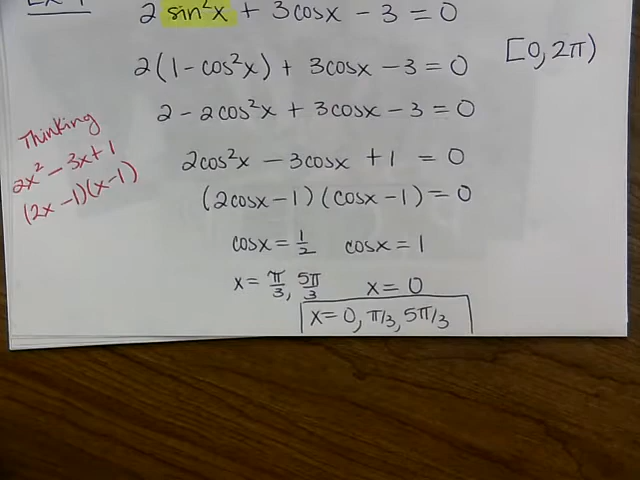 Ex 1
2 sin²x + 3cosx − 3 = 0
[0, 2π)
2(1 − cos²x) + 3cosx − 3 = 0
2 − 2cos²x + 3cosx − 3 = 0
Thinking
2x² − 3x + 1
(2x − 1)(x − 1)
2cos²x − 3cosx + 1 = 0
(2cosx − 1)(cosx − 1) = 0
cosx = 1/2 cosx = 1
x = π/3, 5π/3 x = 0
x = 0, π/3, 5π/3